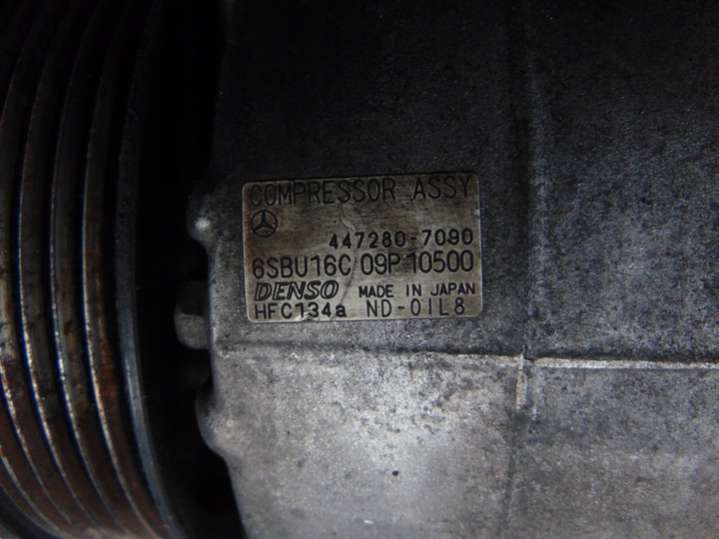 COMPRESSOR ASSY
447280-7090
6SBU16C 09P 10500
DENSO MADE IN JAPAN
HFC134a ND-OIL8